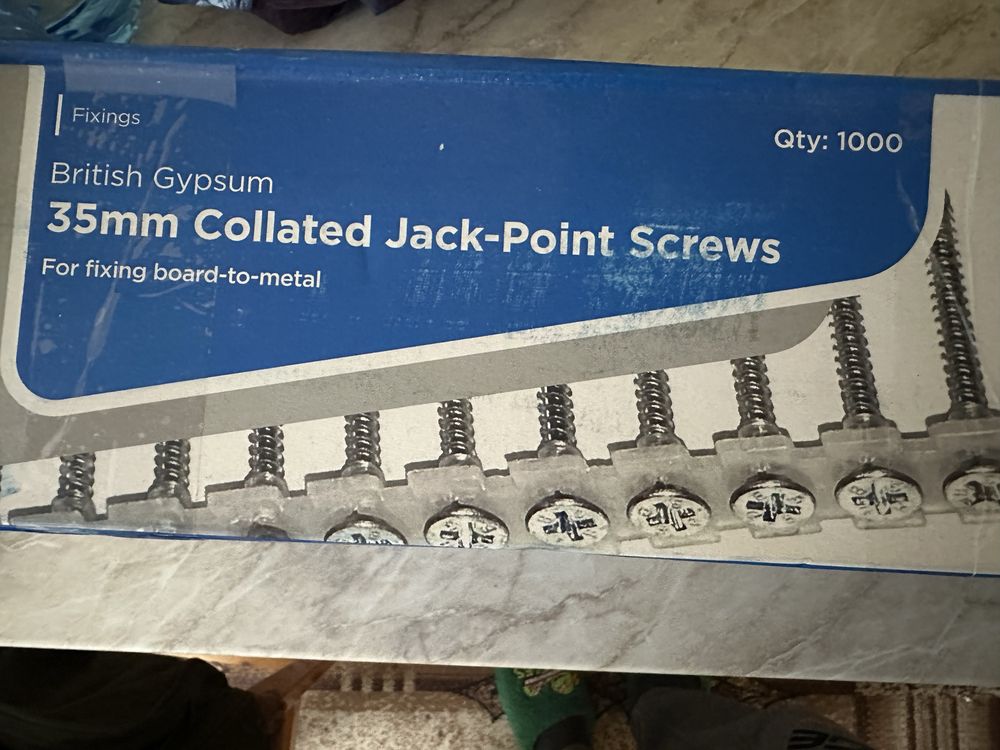 Fixings
Qty: 1000
British Gypsum
35mm Collated Jack-Point Screws
For fixing board-to-metal